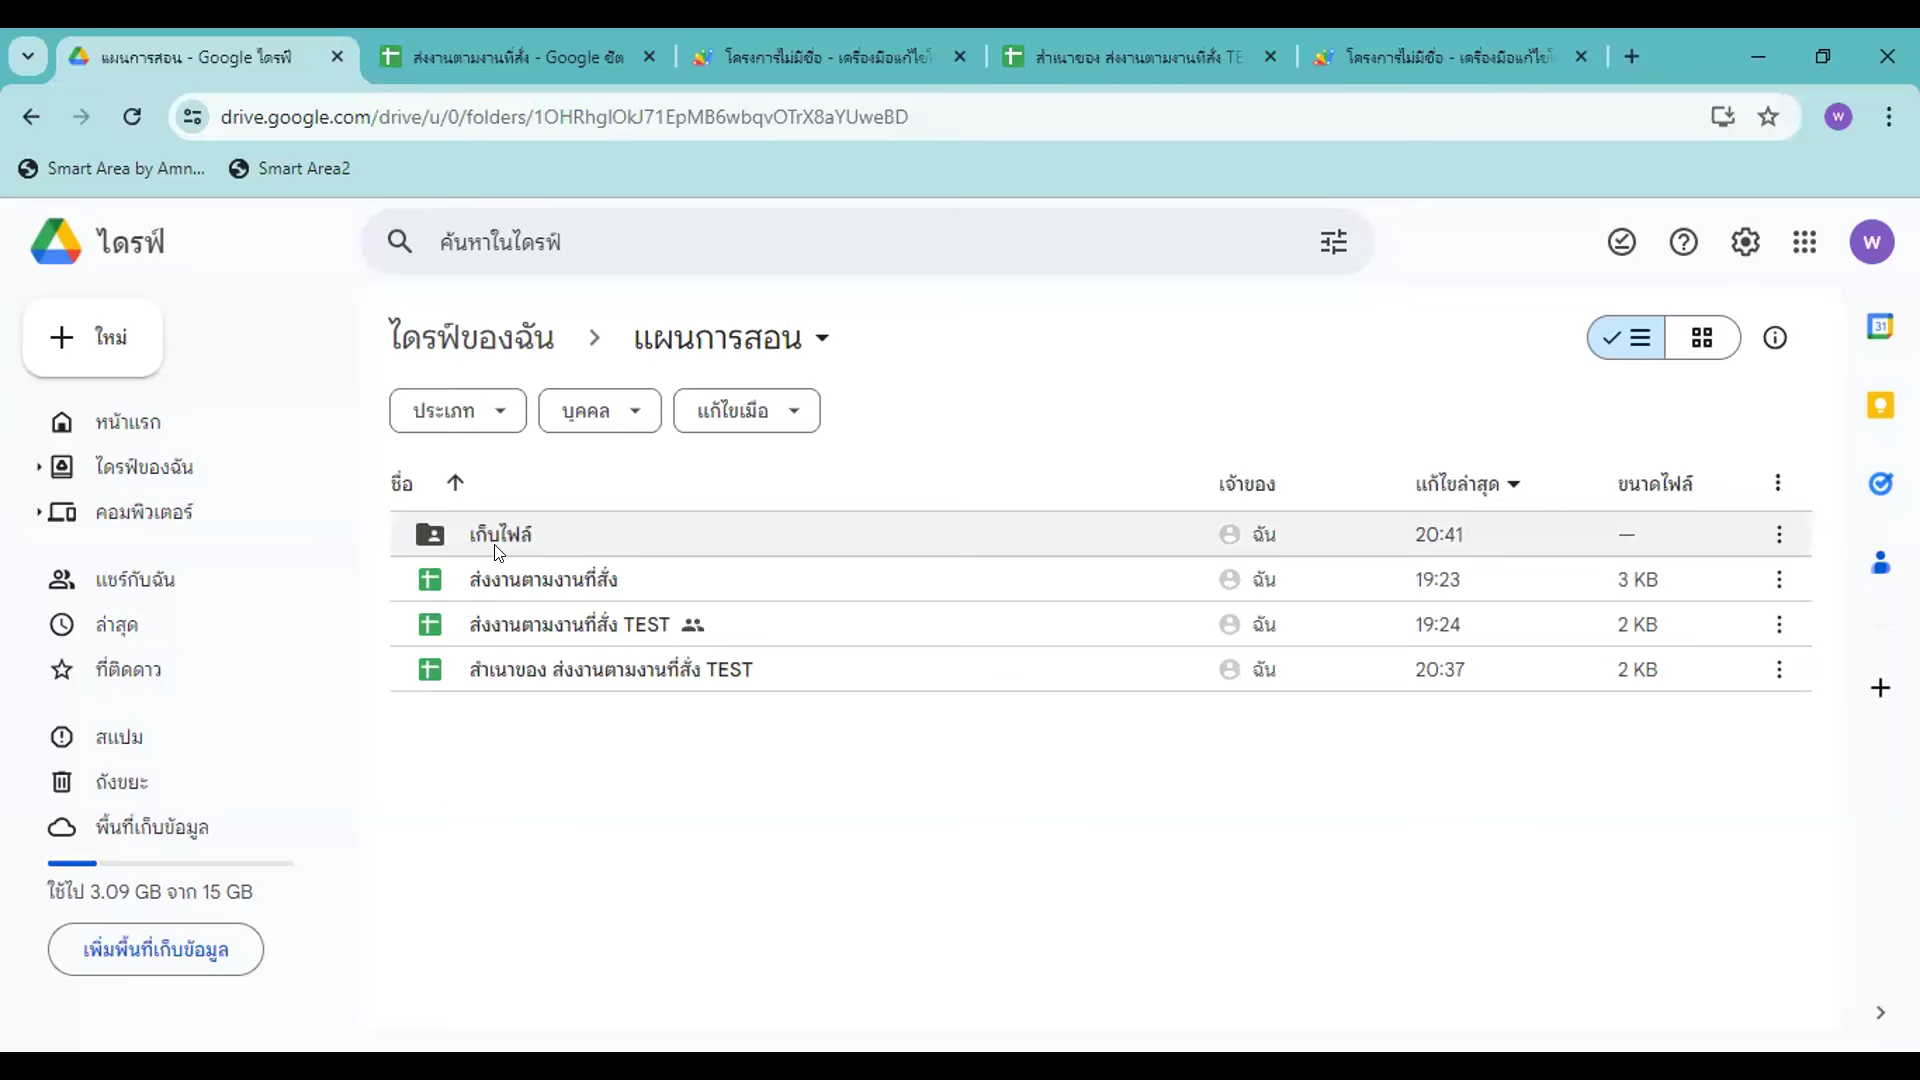 แผนการสอน - Google ไดรฟ์
ส่งงานตามงานที่สั่ง - Google ชีต
โครงการไม่มีชื่อ - เครื่องมือแก้ไข
สำเนาของ ส่งงานตามงานที่สั่ง TE
โครงการไม่มีชื่อ - เครื่องมือแก้ไข
drive.google.com/drive/u/0/folders/1OHRhglOkJ71EpMB6wbqvOTrX8aYUweBD
W
Smart Area by Amn...
Smart Area2
ไดรฟ์
ค้นหาในไดรฟ์
W
ใหม่
ไดรฟ์ของฉัน
แผนการสอน
31
ประเภท
บุคคล
แก้ไขเมื่อ
หน้าแรก
ไดรฟ์ของฉัน
คอมพิวเตอร์
แชร์กับฉัน
ล่าสุด
ที่ติดดาว
สแปม
ถังขยะ
พื้นที่เก็บข้อมูล
ใช้ไป 3.09 GB จาก 15 GB
เพิ่มพื้นที่เก็บข้อมูล
ชื่อ เจ้าของ แก้ไขล่าสุด ขนาดไฟล์
เก็บไฟล์ ฉัน 20:41 —
ส่งงานตามงานที่สั่ง ฉัน 19:23 3 KB
ส่งงานตามงานที่สั่ง TEST ฉัน 19:24 2 KB
สำเนาของ ส่งงานตามงานที่สั่ง TEST ฉัน 20:37 2 KB